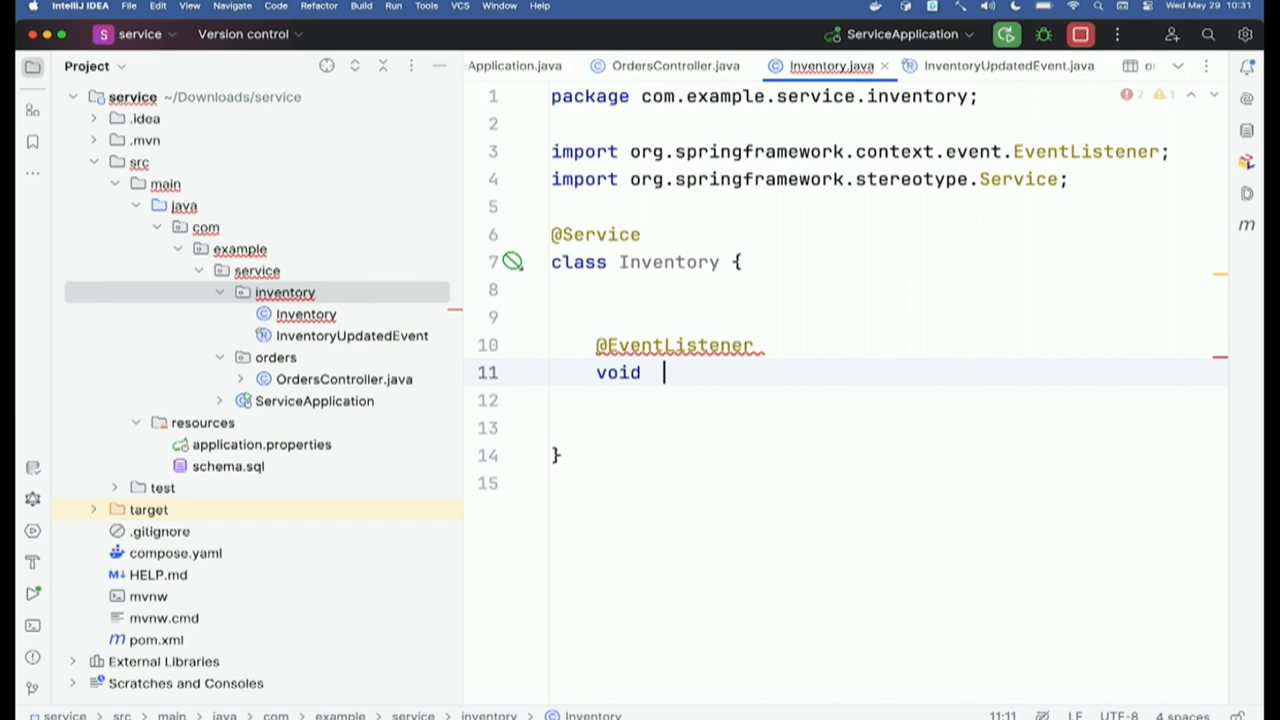 IntelliJ IDEA File Edit View Navigate Code Refactor Build Run Tools VCS Window Help Wed May 29 10:31
S service Version control ServiceApplication
Project
Application.java OrdersController.java Inventory.java InventoryUpdatedEvent.java or
service ~/Downloads/service
.idea
.mvn
src
main
java
com
example
service
inventory
Inventory
InventoryUpdatedEvent
orders
OrdersController.java
ServiceApplication
resources
application.properties
schema.sql
test
target
.gitignore
compose.yaml
HELP.md
mvnw
mvnw.cmd
pom.xml
External Libraries
Scratches and Consoles
1 package com.example.service.inventory; 2 1
2
3 import org.springframework.context.event.EventListener;
4 import org.springframework.stereotype.Service;
5
6 @Service
7 class Inventory {
8
9
10 @EventListener
11 void
12
13
14 }
15
service > src > main > java > com > example > service > inventory > Inventory 11:11 LF UTF-8 4 spaces